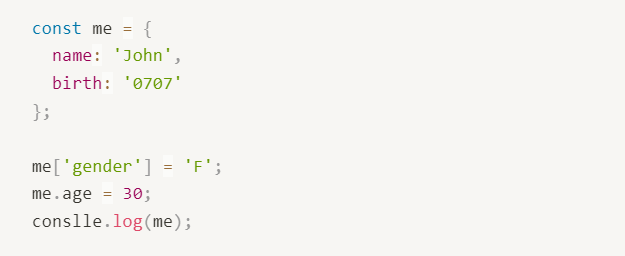 const me = {
  name: 'John',
  birth: '0707'
};

me['gender'] = 'F';
me.age = 30;
conslle.log(me);